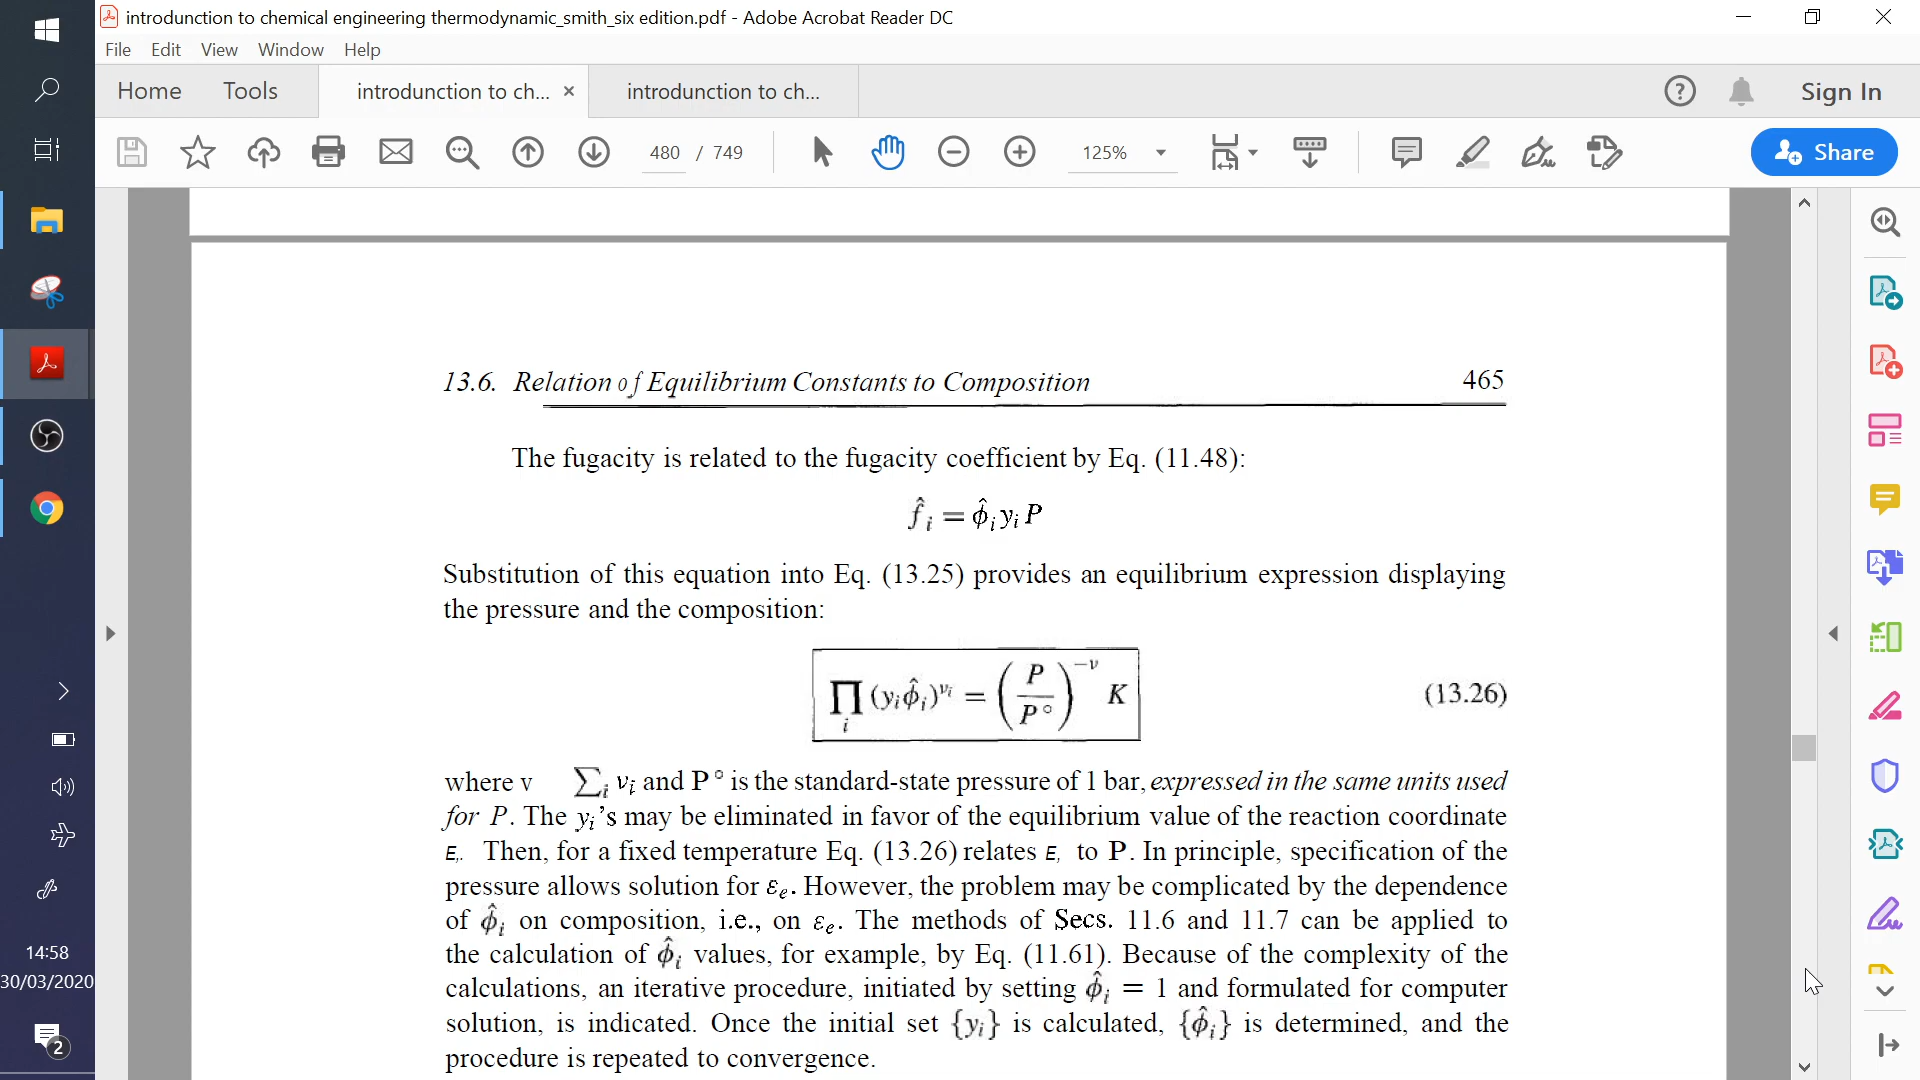 introdunction to chemical engineering thermodynamic_smith_six edition.pdf - Adobe Acrobat Reader DC
File Edit View Window Help
Home Tools introdunction to ch... × introdunction to ch... Sign In
480 / 749 125% Share
13.6. Relation of Equilibrium Constants to Composition 465
The fugacity is related to the fugacity coefficient by Eq. (11.48):
f̂ᵢ = ϕ̂ᵢ yᵢ P
Substitution of this equation into Eq. (13.25) provides an equilibrium expression displaying
the pressure and the composition:
∏ᵢ (yᵢϕ̂ᵢ)^νᵢ = (P/P°)^−ν K (13.26)
where v ∑ᵢ νᵢ and P° is the standard-state pressure of 1 bar, expressed in the same units used
for P. The yᵢ's may be eliminated in favor of the equilibrium value of the reaction coordinate
E,. Then, for a fixed temperature Eq. (13.26) relates E, to P. In principle, specification of the
pressure allows solution for εₑ. However, the problem may be complicated by the dependence
of ϕ̂ᵢ on composition, i.e., on εₑ. The methods of Secs. 11.6 and 11.7 can be applied to
the calculation of ϕ̂ᵢ values, for example, by Eq. (11.61). Because of the complexity of the
calculations, an iterative procedure, initiated by setting ϕ̂ᵢ = 1 and formulated for computer
solution, is indicated. Once the initial set {yᵢ} is calculated, {ϕ̂ᵢ} is determined, and the
procedure is repeated to convergence.
14:58
30/03/2020
2